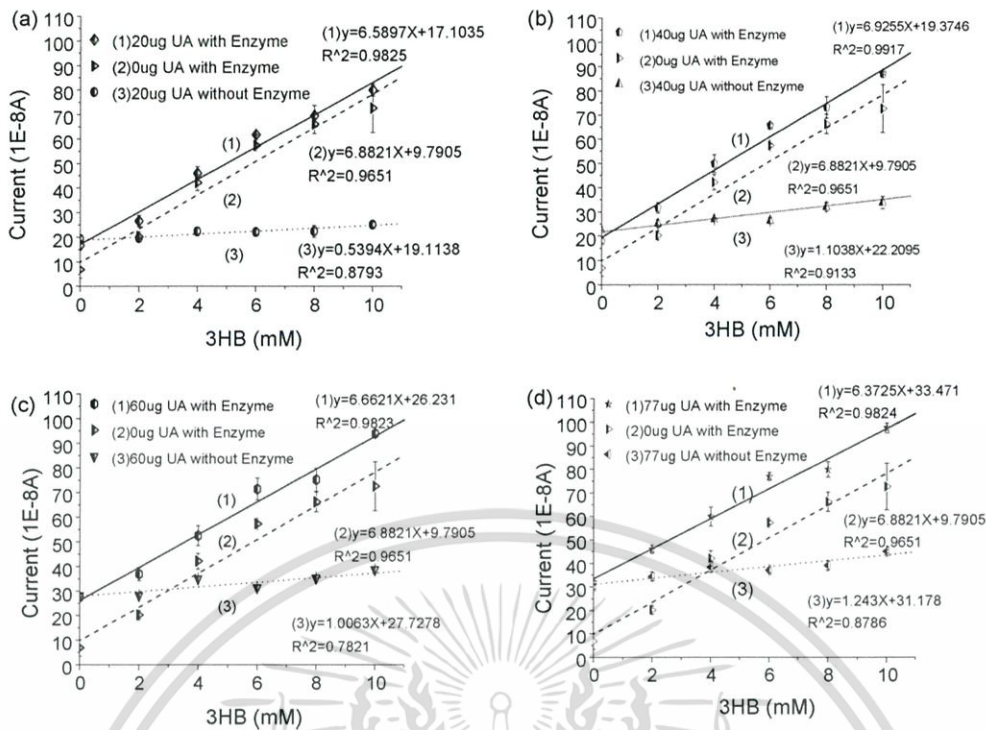 (a)
Current (1E-8A)
110
100
90
80
70
60
50
40
30
20
10
0
(1)20ug UA with Enzyme
(2)0ug UA with Enzyme
(3)20ug UA without Enzyme
(1)y=6.5897X+17.1035
R^2=0.9825
(1)
(2)y=6.8821X+9.7905
R^2=0.9651
(2)
(3)y=0.5394X+19.1138
R^2=0.8793
(3)
0 2 4 6 8 10
3HB (mM)
(b)
Current (1E-8A)
110
100
90
80
70
60
50
40
30
20
10
0
(1)40ug UA with Enzyme
(2)0ug UA with Enzyme
(3)40ug UA without Enzyme
(1)y=6.9255X+19.3746
R^2=0.9917
(1)
(2)y=6.8821X+9.7905
R^2=0.9651
(2)
(3)
(3)y=1.1038X+22.2095
R^2=0.9133
0 2 4 6 8 10
3HB (mM)
(c)
Current (1E-8A)
110
100
90
80
70
60
50
40
30
20
10
0
(1)60ug UA with Enzyme
(2)0ug UA with Enzyme
(3)60ug UA without Enzyme
(1)y=6.6621X+26.231
R^2=0.9823
(1)
(2)
(2)y=6.8821X+9.7905
R^2=0.9651
(3)
(3)y=1.0063X+27.7278
R^2=0.7821
0 2 4 6 8 10
3HB (mM)
(d)
Current (1E-8A)
110
100
90
80
70
60
50
40
30
20
10
0
(1)77ug UA with Enzyme
(2)0ug UA with Enzyme
(3)77ug UA without Enzyme
(1)y=6.3725X+33.471
R^2=0.9824
(1)
(2)
(2)y=6.8821X+9.7905
R^2=0.9651
(3)
(3)y=1.243X+31.178
R^2=0.8786
0 2 4 6 8 10
3HB (mM)